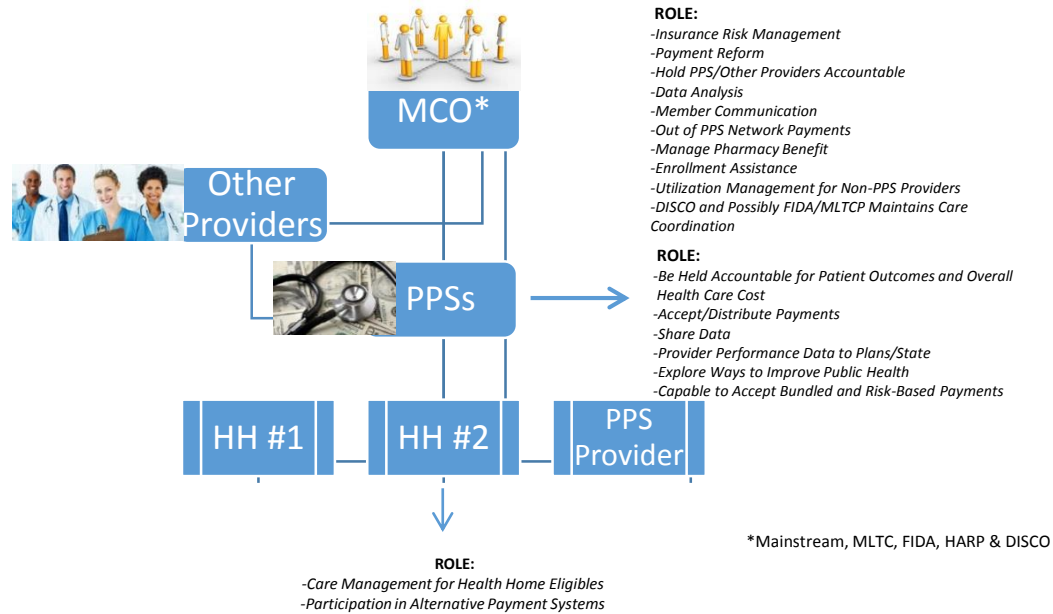 MCO*
ROLE:
-Insurance Risk Management
-Payment Reform
-Hold PPS/Other Providers Accountable
-Data Analysis
-Member Communication
-Out of PPS Network Payments
-Manage Pharmacy Benefit
-Enrollment Assistance
-Utilization Management for Non-PPS Providers
-DISCO and Possibly FIDA/MLTCP Maintains Care
Coordination
Other
Providers
PPSs
ROLE:
-Be Held Accountable for Patient Outcomes and Overall
Health Care Cost
-Accept/Distribute Payments
-Share Data
-Provider Performance Data to Plans/State
-Explore Ways to Improve Public Health
-Capable to Accept Bundled and Risk-Based Payments
HH #1
HH #2
PPS
Provider
*Mainstream, MLTC, FIDA, HARP & DISCO
ROLE:
-Care Management for Health Home Eligibles
-Participation in Alternative Payment Systems